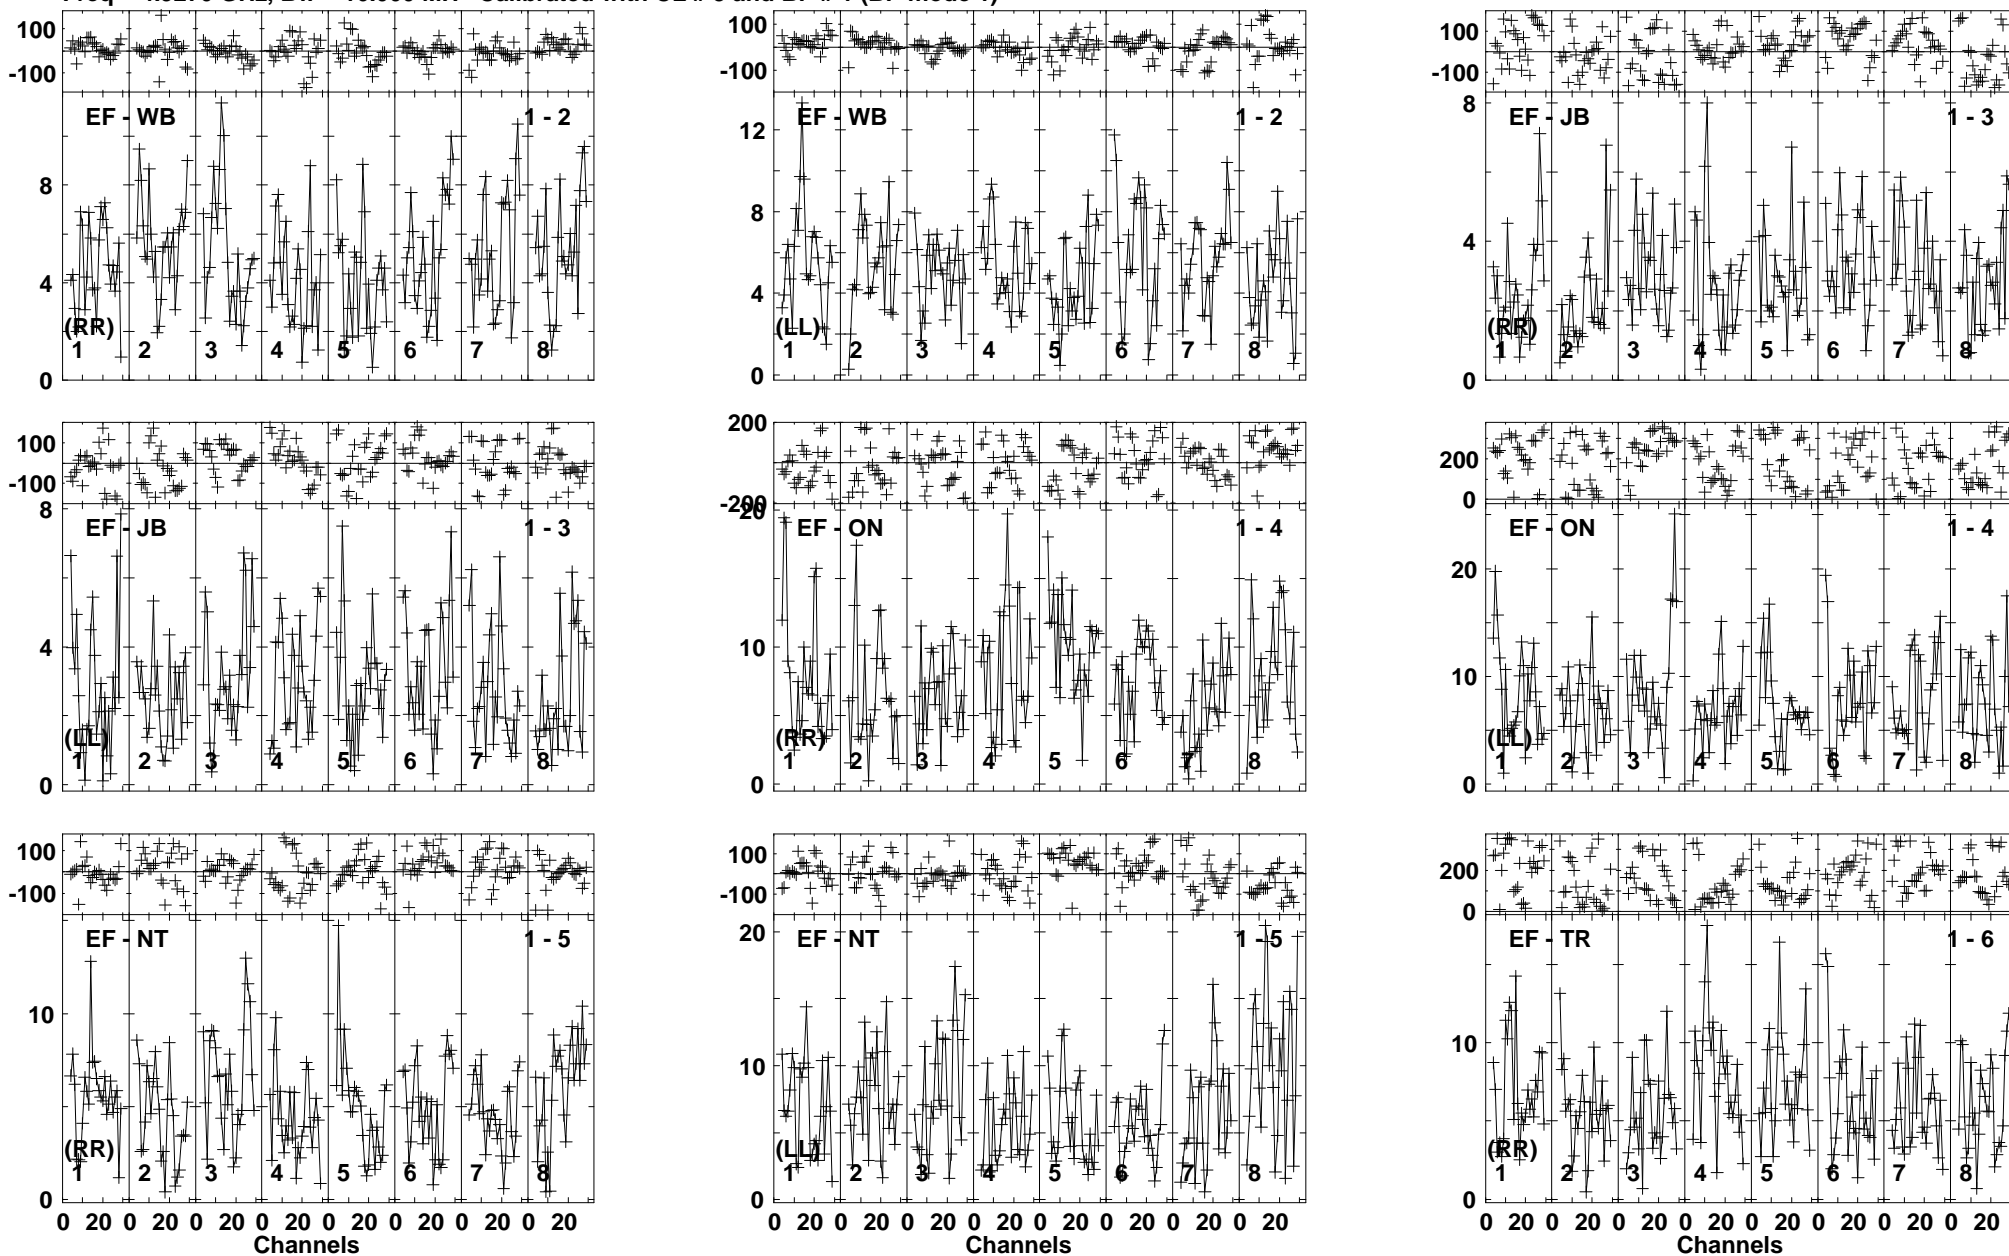 100 100 100
-100 -100 -100
EF - WB 1 - 2 EF - WB 1 - 2 EF - JB 1 - 3
8 4 0 12 8 4 0 8 4 0
(RR) (LL) (RR)
1 2 3 4 5 6 7 8 1 2 3 4 5 6 7 8 1 2 3 4 5 6 7 8
100 200 200
-100 -200 0
EF - JB 1 - 3 EF - ON 1 - 4 EF - ON 1 - 4
8 4 0 20 10 0 20 10 0
(LL) (RR) (LL)
1 2 3 4 5 6 7 8 1 2 3 4 5 6 7 8 1 2 3 4 5 6 7 8
100 100 200
-100 -100 0
EF - NT 1 - 5 EF - NT 1 - 5 EF - TR 1 - 6
10 0 20 10 0 10 0
(RR) (LL) (RR)
1 2 3 4 5 6 7 8 1 2 3 4 5 6 7 8 1 2 3 4 5 6 7 8
0 20 0 20 0 20 0 20 0 20 0 20 0 20 0 20 0 20 0 20 0 20 0 20 0 20 0 20 0 20 0 20 0 20 0 20 0 20 0 20 0 20 0 20 0 20 0 20
Channels Channels Channels